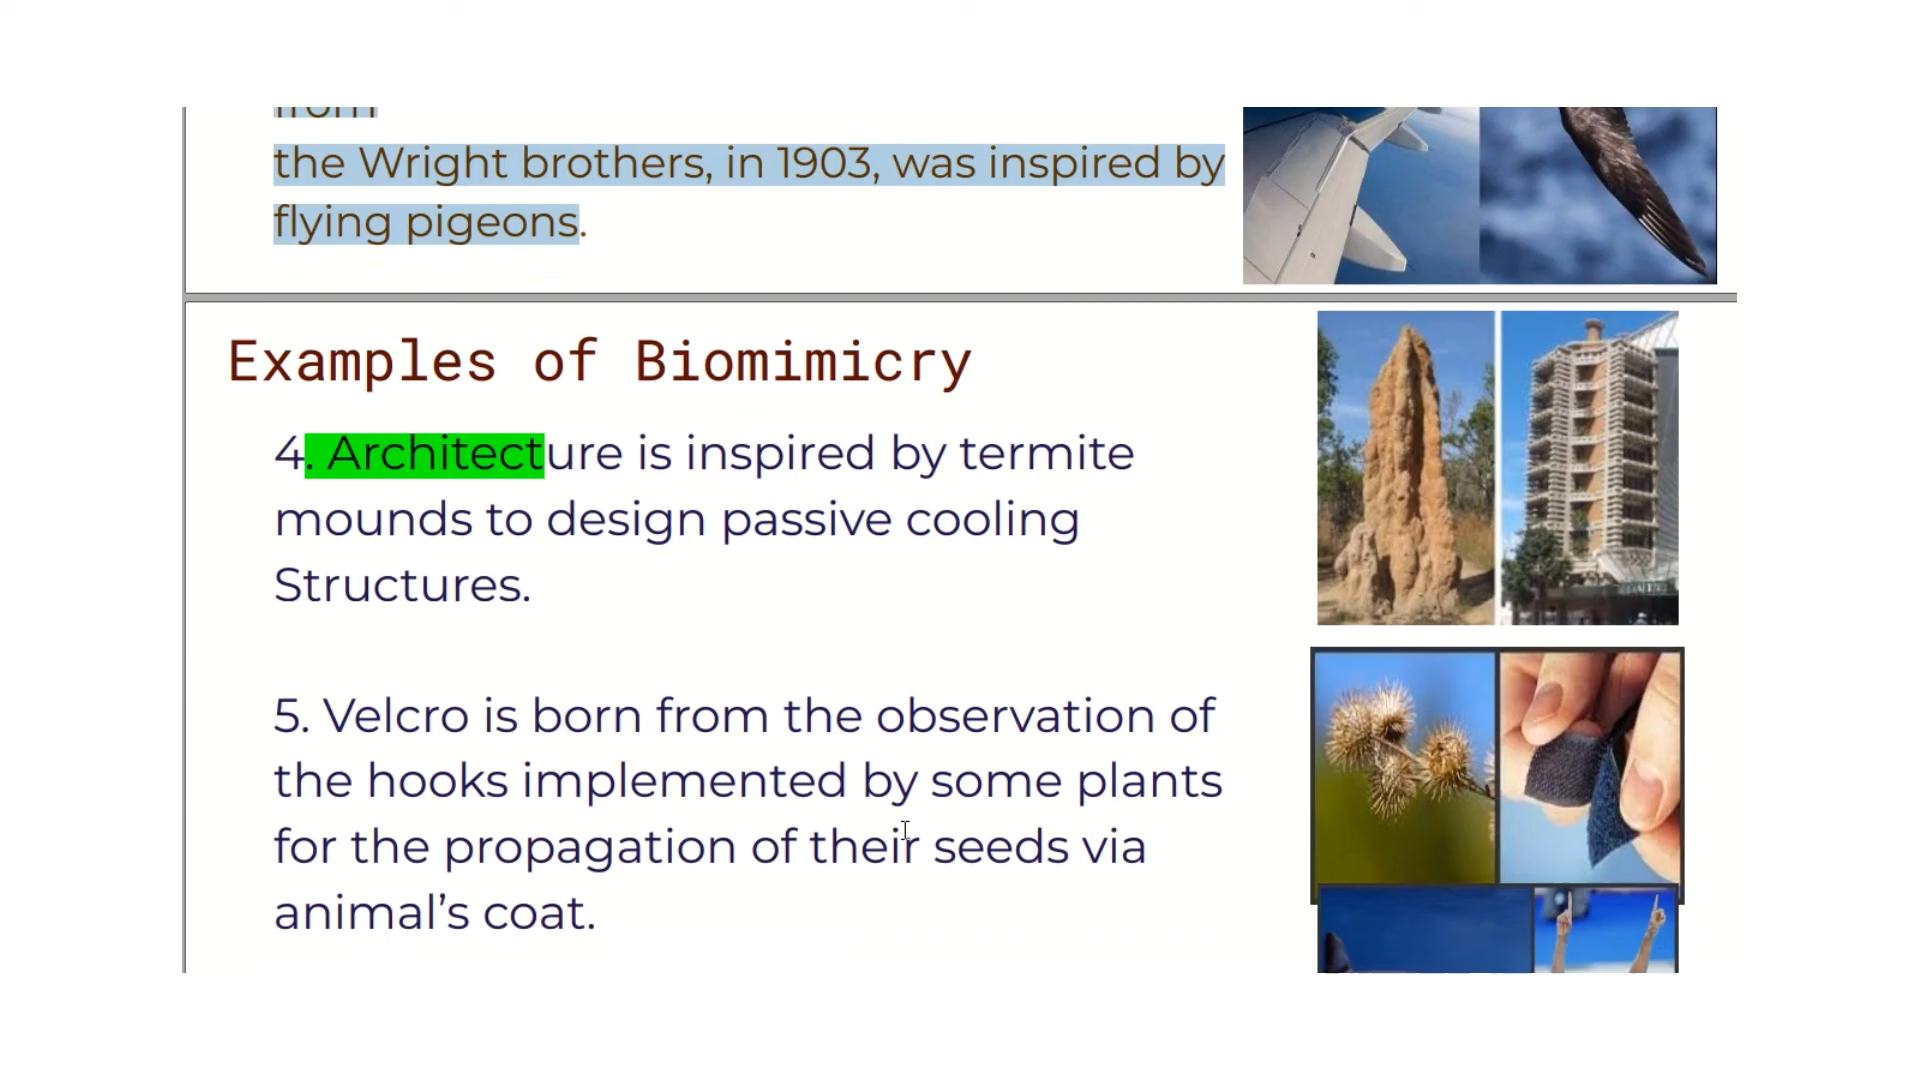 from
the Wright brothers, in 1903, was inspired by
flying pigeons.
Examples of Biomimicry
4. Architecture is inspired by termite
mounds to design passive cooling
Structures.
5. Velcro is born from the observation of
the hooks implemented by some plants
for the propagation of their seeds via
animal’s coat.